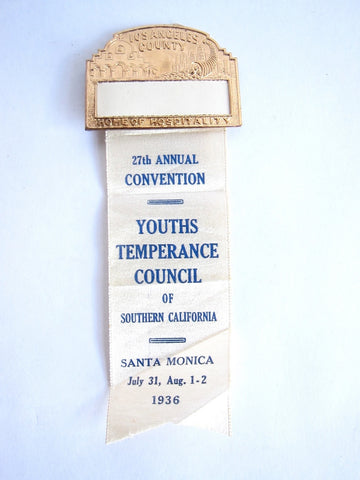 LOS ANGELES
COUNTY
HOME OF HOSPITALITY
27th ANNUAL
CONVENTION
YOUTHS
TEMPERANCE
COUNCIL
OF
SOUTHERN CALIFORNIA
SANTA MONICA
July 31, Aug. 1-2
1936